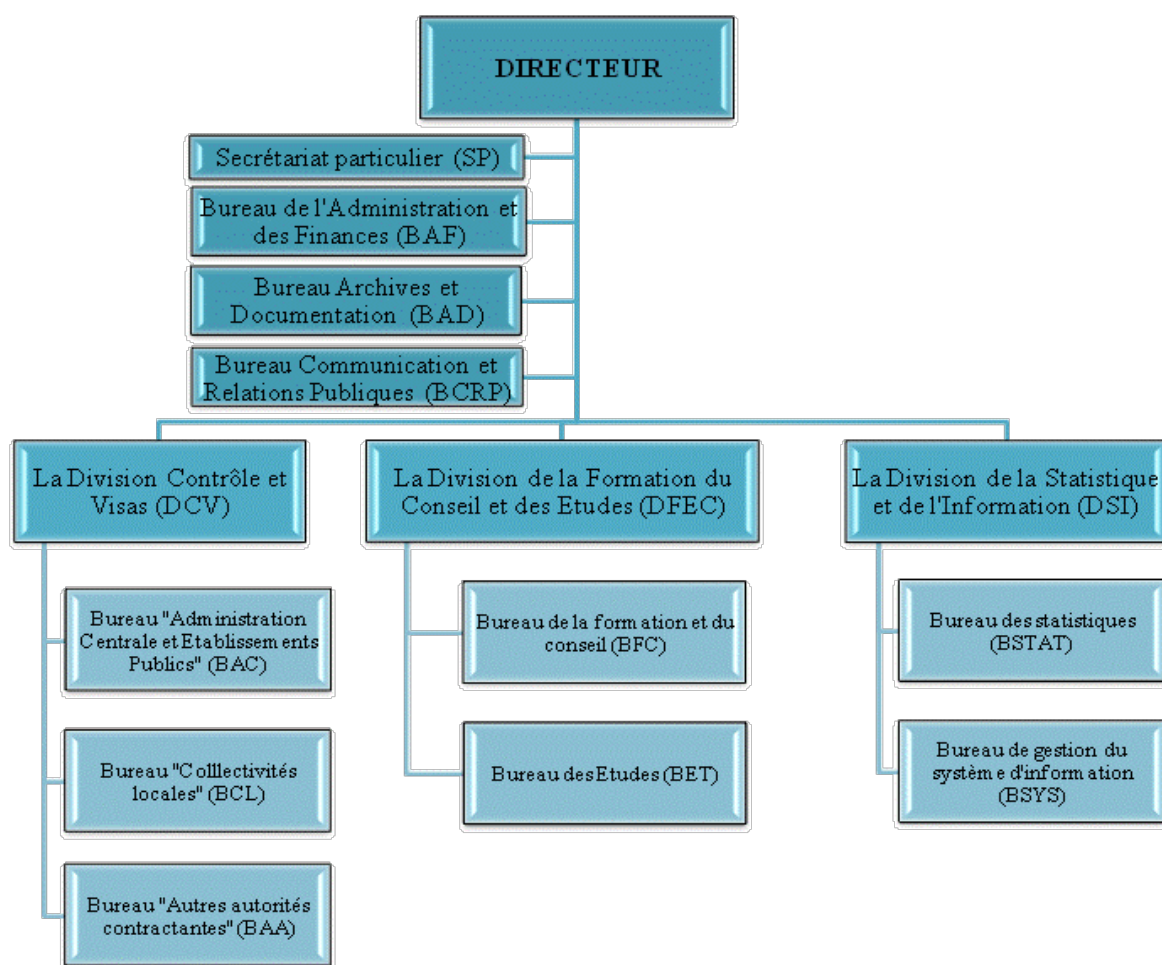 DIRECTEUR
Secrétariat particulier (SP)
Bureau de l'Administration et
des Finances (BAF)
Bureau Archives et
Documentation (BAD)
Bureau Communication et
Relations Publiques (BCRP)
La Division Contrôle et
Visas (DCV)
La Division de la Formation du
Conseil et des Etudes (DFEC)
La Division de la Statistique
et de l'Information (DSI)
Bureau "Administration
Centrale et Etablissements
Publics" (BAC)
Bureau "Colllectivités
locales" (BCL)
Bureau "Autres autorités
contractantes" (BAA)
Bureau de la formation et du
conseil (BFC)
Bureau des Etudes (BET)
Bureau des statistiques
(BSTAT)
Bureau de gestion du
système d'information
(BSYS)